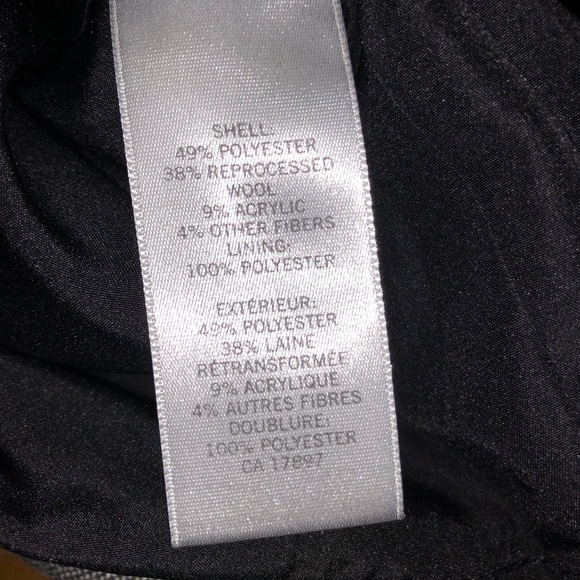 SHELL:
49% POLYESTER
38% REPROCESSED
WOOL
9% ACRYLIC
4% OTHER FIBERS
LINING:
100% POLYESTER
EXTÉRIEUR:
49% POLYESTER
38% LAINE
RÉTRANSFORMÉE
9% ACRYLIQUE
4% AUTRES FIBRES
DOUBLURE:
100% POLYESTER
CA 17897